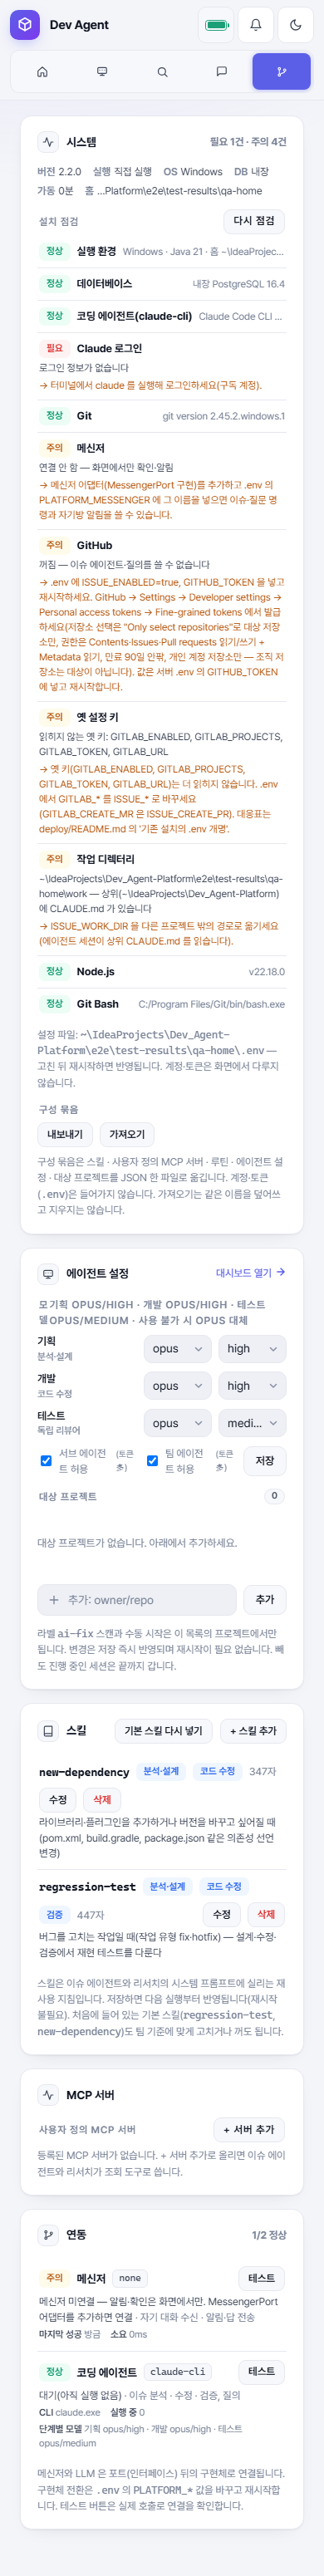 Dev Agent
시스템 필요 1건 · 주의 4건
버전 2.2.0 실행 직접 실행 OS Windows DB 내장
가동 0분 홈 ...Platform\e2e\test-results\qa-home
설치 점검 다시 점검
정상 실행 환경 Windows · Java 21 · 홈 ~\IdeaProjec...
정상 데이터베이스 내장 PostgreSQL 16.4
정상 코딩 에이전트(claude-cli) Claude Code CLI ...
필요 Claude 로그인
로그인 정보가 없습니다
→ 터미널에서 claude 를 실행해 로그인하세요(구독 계정).
정상 Git git version 2.45.2.windows.1
주의 메신저
연결 안 함 — 화면에서만 확인·알림
→ 메신저 어댑터(MessengerPort 구현)를 추가하고 .env 의
PLATFORM_MESSENGER 에 그 이름을 넣으면 이슈·질문 명
령과 자기방 알림을 쓸 수 있습니다.
주의 GitHub
꺼짐 — 이슈 에이전트·질의를 쓸 수 없습니다
→ .env 에 ISSUE_ENABLED=true, GITHUB_TOKEN 을 넣고
재시작하세요. GitHub → Settings → Developer settings →
Personal access tokens → Fine-grained tokens 에서 발급
하세요(저장소 선택은 "Only select repositories"로 대상 저장
소만, 권한은 Contents·Issues·Pull requests 읽기/쓰기 +
Metadata 읽기, 만료 90일 안팎, 개인 계정 저장소만 — 조직 저
장소는 대상이 아닙니다). 값은 서버 .env 의 GITHUB_TOKEN
에 넣고 재시작합니다.
주의 옛 설정 키
읽히지 않는 옛 키: GITLAB_ENABLED, GITLAB_PROJECTS,
GITLAB_TOKEN, GITLAB_URL
→ 옛 키(GITLAB_ENABLED, GITLAB_PROJECTS,
GITLAB_TOKEN, GITLAB_URL)는 더 읽히지 않습니다. .env
에서 GITLAB_* 를 ISSUE_* 로 바꾸세요
(GITLAB_CREATE_MR 은 ISSUE_CREATE_PR). 대응표는
deploy/README.md 의 '기존 설치의 .env 개명'.
주의 작업 디렉터리
~\IdeaProjects\Dev_Agent-Platform\e2e\test-results\qa-
home\work — 상위(~\IdeaProjects\Dev_Agent-Platform)
에 CLAUDE.md 가 있습니다
→ ISSUE_WORK_DIR 을 다른 프로젝트 밖의 경로로 옮기세요
(에이전트 세션이 상위 CLAUDE.md 를 읽습니다).
정상 Node.js v22.18.0
정상 Git Bash C:/Program Files/Git/bin/bash.exe
설정 파일: ~\IdeaProjects\Dev_Agent-
Platform\e2e\test-results\qa-home\.env —
고친 뒤 재시작하면 반영됩니다. 계정·토큰은 화면에서 다루지
않습니다.
구성 묶음
내보내기 가져오기
구성 묶음은 스킬 · 사용자 정의 MCP 서버 · 루틴 · 에이전트 설
정 · 대상 프로젝트를 JSON 한 파일로 옮깁니다. 계정·토큰
(.env)은 들어가지 않습니다. 가져오기는 같은 이름을 덮어쓰
고 지우지는 않습니다.
에이전트 설정 대시보드 열기 →
모기획 OPUS/HIGH · 개발 OPUS/HIGH · 테스트
델OPUS/MEDIUM · 사용 불가 시 OPUS 대체
기획 opus high
분석·설계
개발 opus high
코드 수정
테스트 opus medi...
독립 리뷰어
서브 에이전 (토큰 팀 에이전 (토큰 저장
트 허용 多) 트 허용 多)
대상 프로젝트 0
대상 프로젝트가 없습니다. 아래에서 추가하세요.
+ 추가: owner/repo 추가
라벨 ai-fix 스캔과 수동 시작은 이 목록의 프로젝트에서만
됩니다. 변경은 저장 즉시 반영되며 재시작이 필요 없습니다. 빼
도 진행 중인 세션은 끝까지 갑니다.
스킬 기본 스킬 다시 넣기 + 스킬 추가
new-dependency 분석·설계 코드 수정 347자
수정 삭제
라이브러리·플러그인을 추가하거나 버전을 바꾸고 싶어질 때
(pom.xml, build.gradle, package.json 같은 의존성 선언
변경)
regression-test 분석·설계 코드 수정
검증 447자 수정 삭제
버그를 고치는 작업일 때(작업 유형 fix·hotfix) — 설계·수정·
검증에서 재현 테스트를 다룬다
스킬은 이슈 에이전트와 리서치의 시스템 프롬프트에 실리는 재
사용 지침입니다. 저장하면 다음 실행부터 반영됩니다(재시작
불필요). 처음에 들어 있는 기본 스킬(regression-test,
new-dependency)도 팀 기준에 맞게 고치거나 꺼도 됩니다.
MCP 서버
사용자 정의 MCP 서버 + 서버 추가
등록된 MCP 서버가 없습니다. + 서버 추가로 올리면 이슈 에이
전트와 리서치가 조회 도구로 씁니다.
연동 1/2 정상
주의 메신저 none 테스트
메신저 미연결 — 알림·확인은 화면에서만. MessengerPort
어댑터를 추가하면 연결 · 자기 대화 수신 · 알림·답 전송
마지막 성공 방금 소요 0ms
정상 코딩 에이전트 claude-cli 테스트
대기(아직 실행 없음) · 이슈 분석 · 수정 · 검증, 질의
CLI claude.exe 실행 중 0
단계별 모델 기획 opus/high · 개발 opus/high · 테스트
opus/medium
메신저와 LLM 은 포트(인터페이스) 뒤의 구현체로 연결됩니다.
구현체 전환은 .env 의 PLATFORM_* 값을 바꾸고 재시작합
니다. 테스트 버튼은 실제 호출로 연결을 확인합니다.